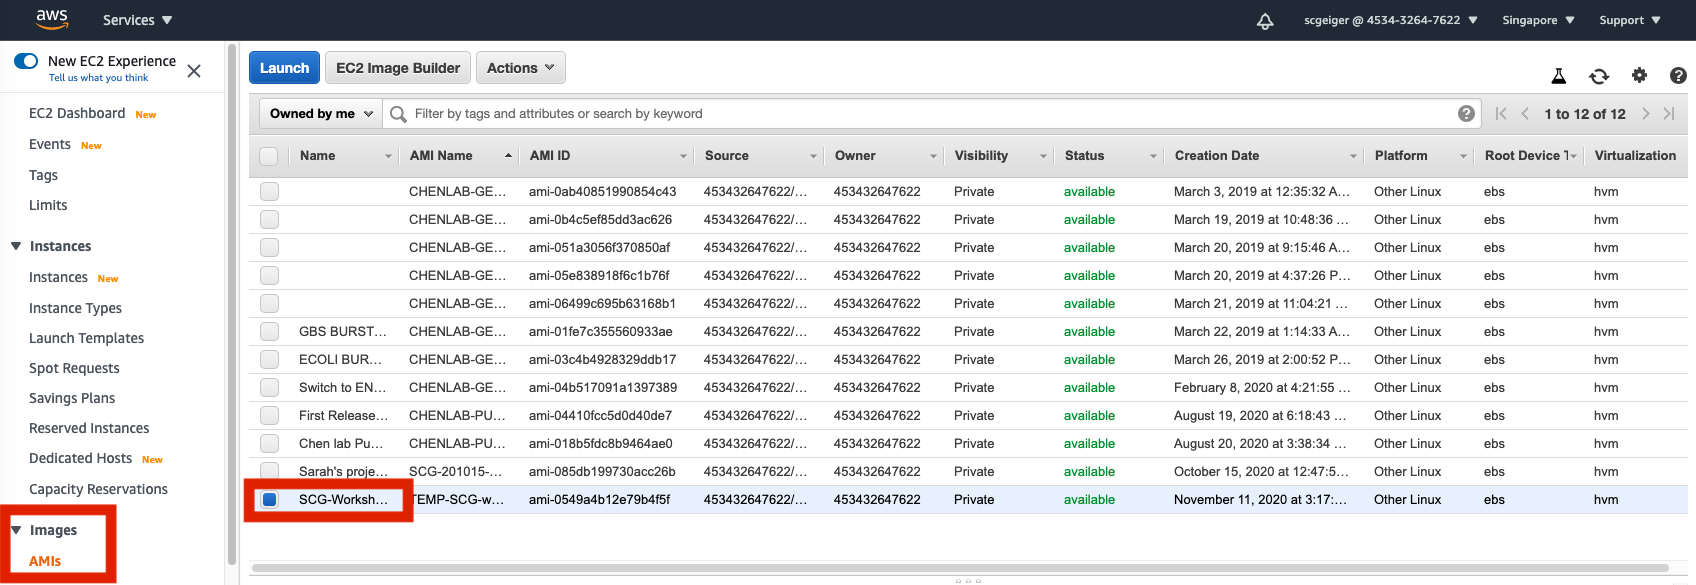 aws Services scgeiger @ 4534-3264-7622 Singapore Support
New EC2 Experience
Tell us what you think
EC2 Dashboard New
Events New
Tags
Limits
Instances
Instances New
Instance Types
Launch Templates
Spot Requests
Savings Plans
Reserved Instances
Dedicated Hosts New
Capacity Reservations
Images
AMIs
Launch EC2 Image Builder Actions
Owned by me Filter by tags and attributes or search by keyword ? 1 to 12 of 12
Name AMI Name AMI ID Source Owner Visibility Status Creation Date Platform Root Device T Virtualization
CHENLAB-GE... ami-0ab40851990854c43 453432647622/... 453432647622 Private available March 3, 2019 at 12:35:32 A... Other Linux ebs hvm
CHENLAB-GE... ami-0b4c5ef85dd3ac626 453432647622/... 453432647622 Private available March 19, 2019 at 10:48:36 ... Other Linux ebs hvm
CHENLAB-GE... ami-051a3056f370850af 453432647622/... 453432647622 Private available March 20, 2019 at 9:15:46 A... Other Linux ebs hvm
CHENLAB-GE... ami-05e838918f6c1b76f 453432647622/... 453432647622 Private available March 20, 2019 at 4:37:26 P... Other Linux ebs hvm
CHENLAB-GE... ami-06499c695b63168b1 453432647622/... 453432647622 Private available March 21, 2019 at 11:04:21 ... Other Linux ebs hvm
GBS BURST... CHENLAB-GE... ami-01fe7c355560933ae 453432647622/... 453432647622 Private available March 22, 2019 at 1:14:33 A... Other Linux ebs hvm
ECOLI BUR... CHENLAB-GE... ami-03c4b4928329ddb17 453432647622/... 453432647622 Private available March 26, 2019 at 2:00:52 P... Other Linux ebs hvm
Switch to EN... CHENLAB-GE... ami-04b517091a1397389 453432647622/... 453432647622 Private available February 8, 2020 at 4:21:55 ... Other Linux ebs hvm
First Release... CHENLAB-PU... ami-04410fcc5d0d40de7 453432647622/... 453432647622 Private available August 19, 2020 at 6:18:43 ... Other Linux ebs hvm
Chen lab Pu... CHENLAB-PU... ami-018b5fdc8b9464ae0 453432647622/... 453432647622 Private available August 20, 2020 at 3:38:34 ... Other Linux ebs hvm
Sarah's proje... SCG-201015-... ami-085db199730acc26b 453432647622/... 453432647622 Private available October 15, 2020 at 12:47:5... Other Linux ebs hvm
SCG-Worksh... TEMP-SCG-w... ami-0549a4b12e79b4f5f 453432647622/... 453432647622 Private available November 11, 2020 at 3:17:... Other Linux ebs hvm